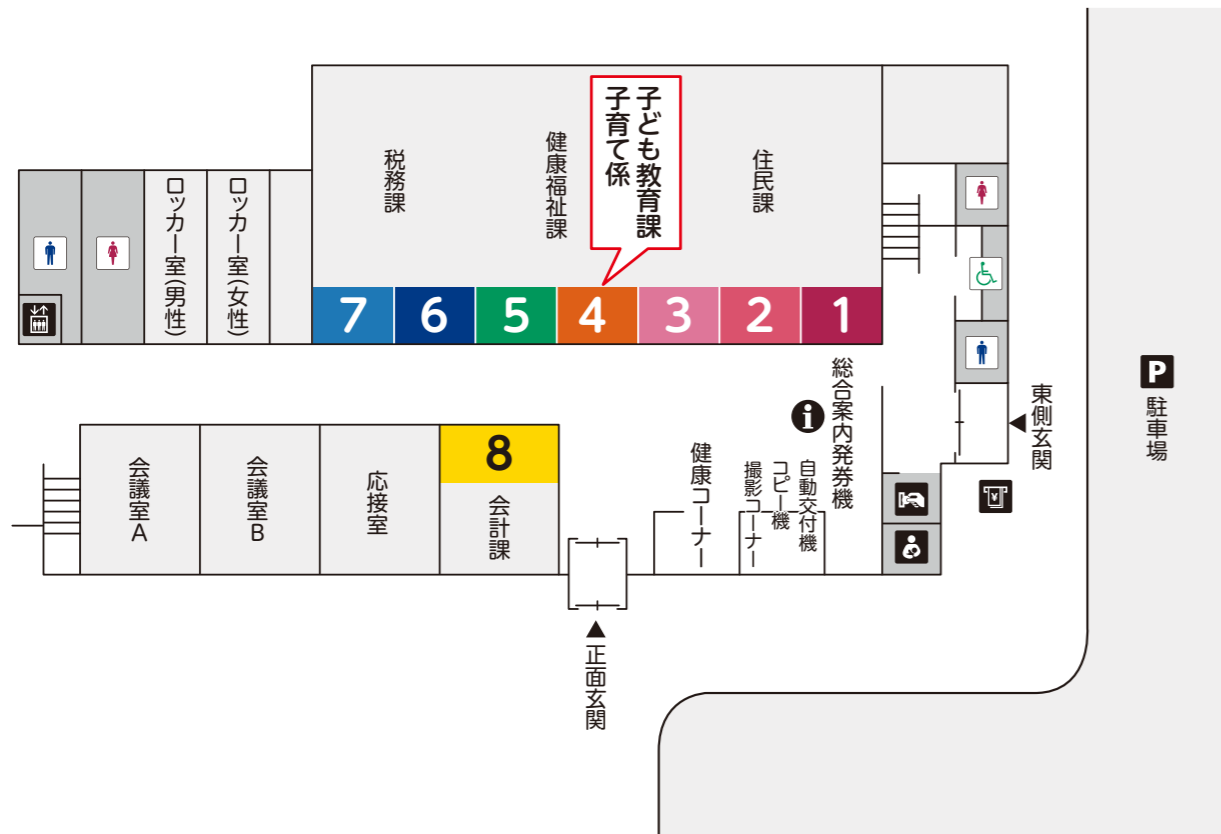 子ども教育課
子育て係
税務課
健康福祉課
住民課
ロッカー室(男性)
ロッカー室(女性)
7
6
5
4
3
2
1
総合案内発券機
自動交付機
コピー機
撮影コーナー
健康コーナー
8
会計課
応接室
会議室B
会議室A
正面玄関
東側玄関
P
駐車場
i
¥